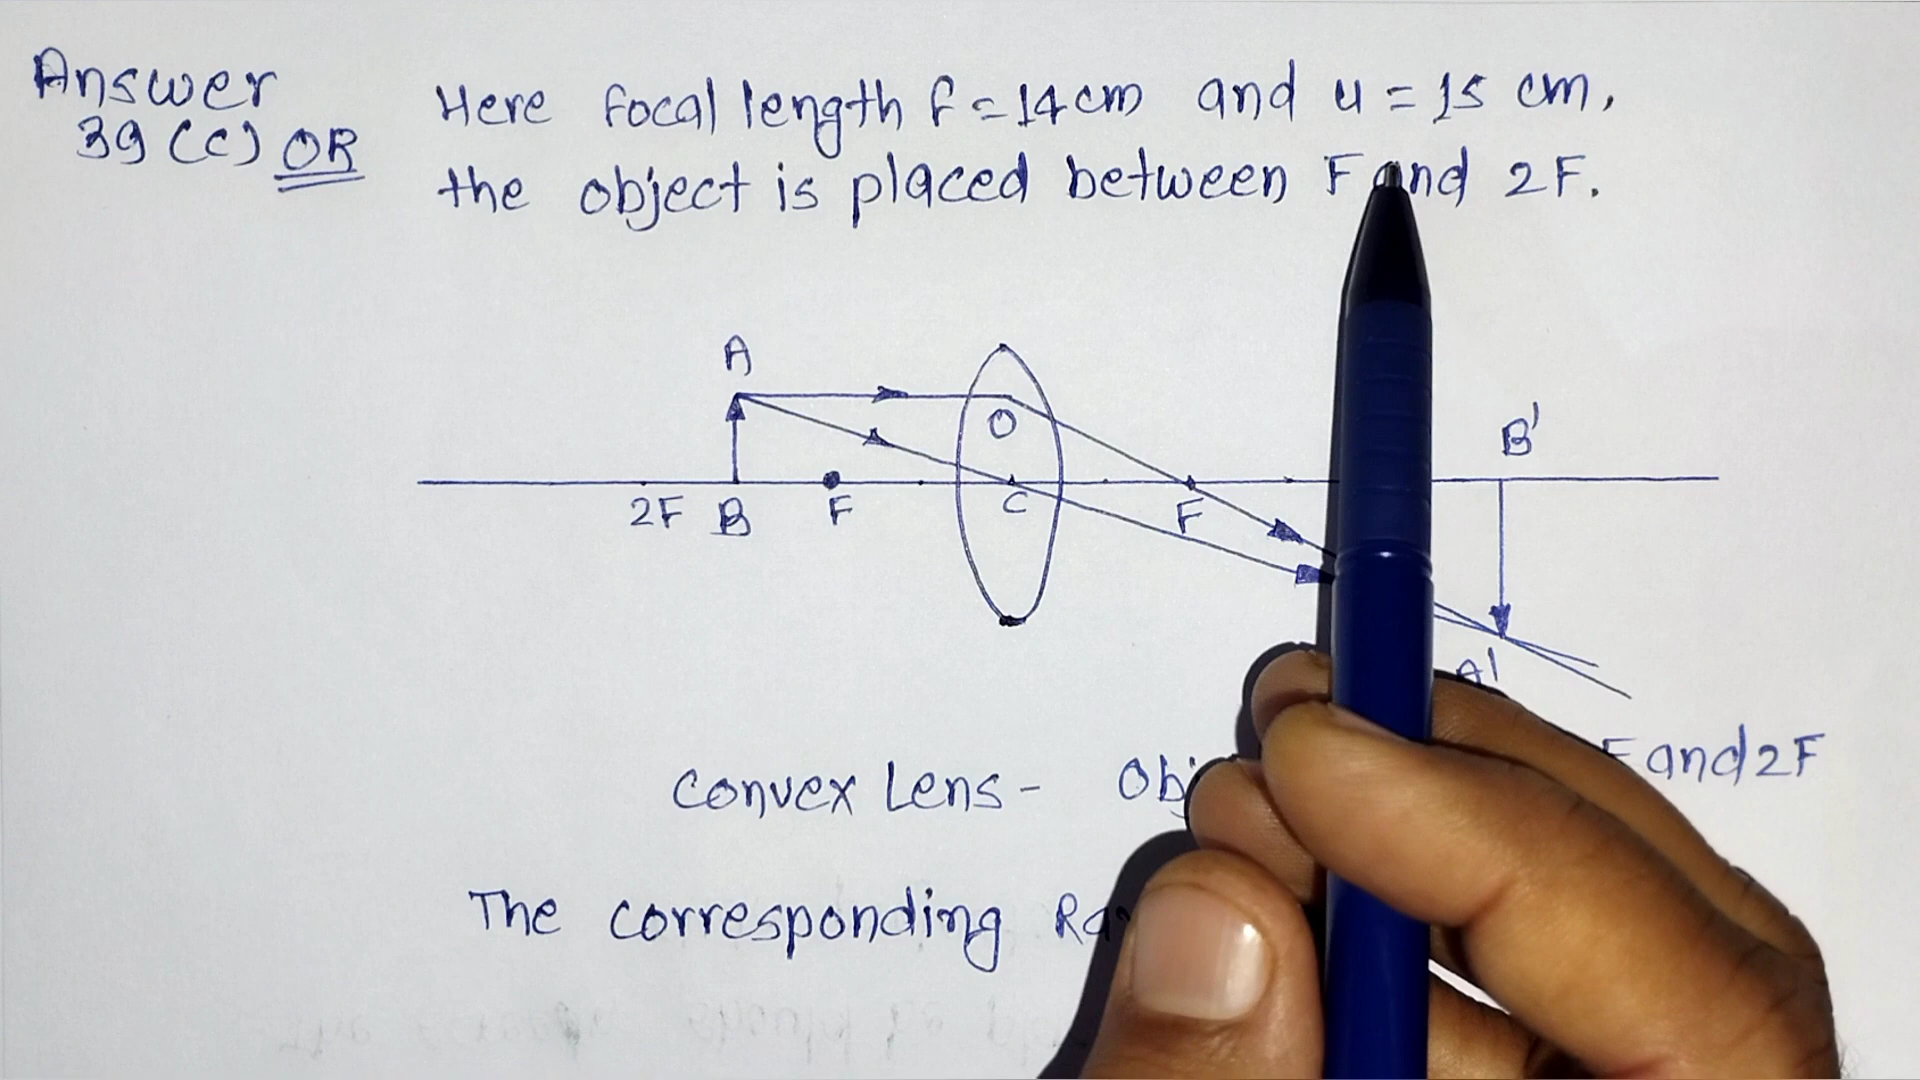 Answer
39 (C) OR
Here focal length f = 14 cm and u = 15 cm,
the object is placed between F and 2F.
A
O
B'
2F B F C F
A'
Convex Lens - F and 2F
The corresponding